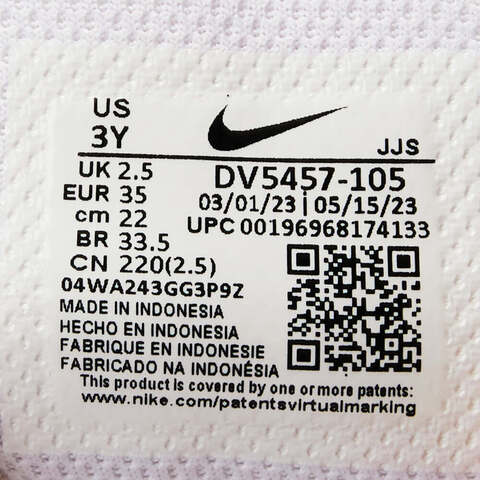 US
3Y
JJS
UK 2.5
EUR 35
cm 22
BR 33.5
CN 220(2.5)
DV5457-105
03/01/23 | 05/15/23
UPC 00196968174133
04WA243GG3P9Z
MADE IN INDONESIA
HECHO EN INDONESIA
FABRIQUE EN INDONESIE
FABRICADO NA INDONÉSIA
This product is covered by one or more patents:
www.nike.com/patentsvirtualmarking